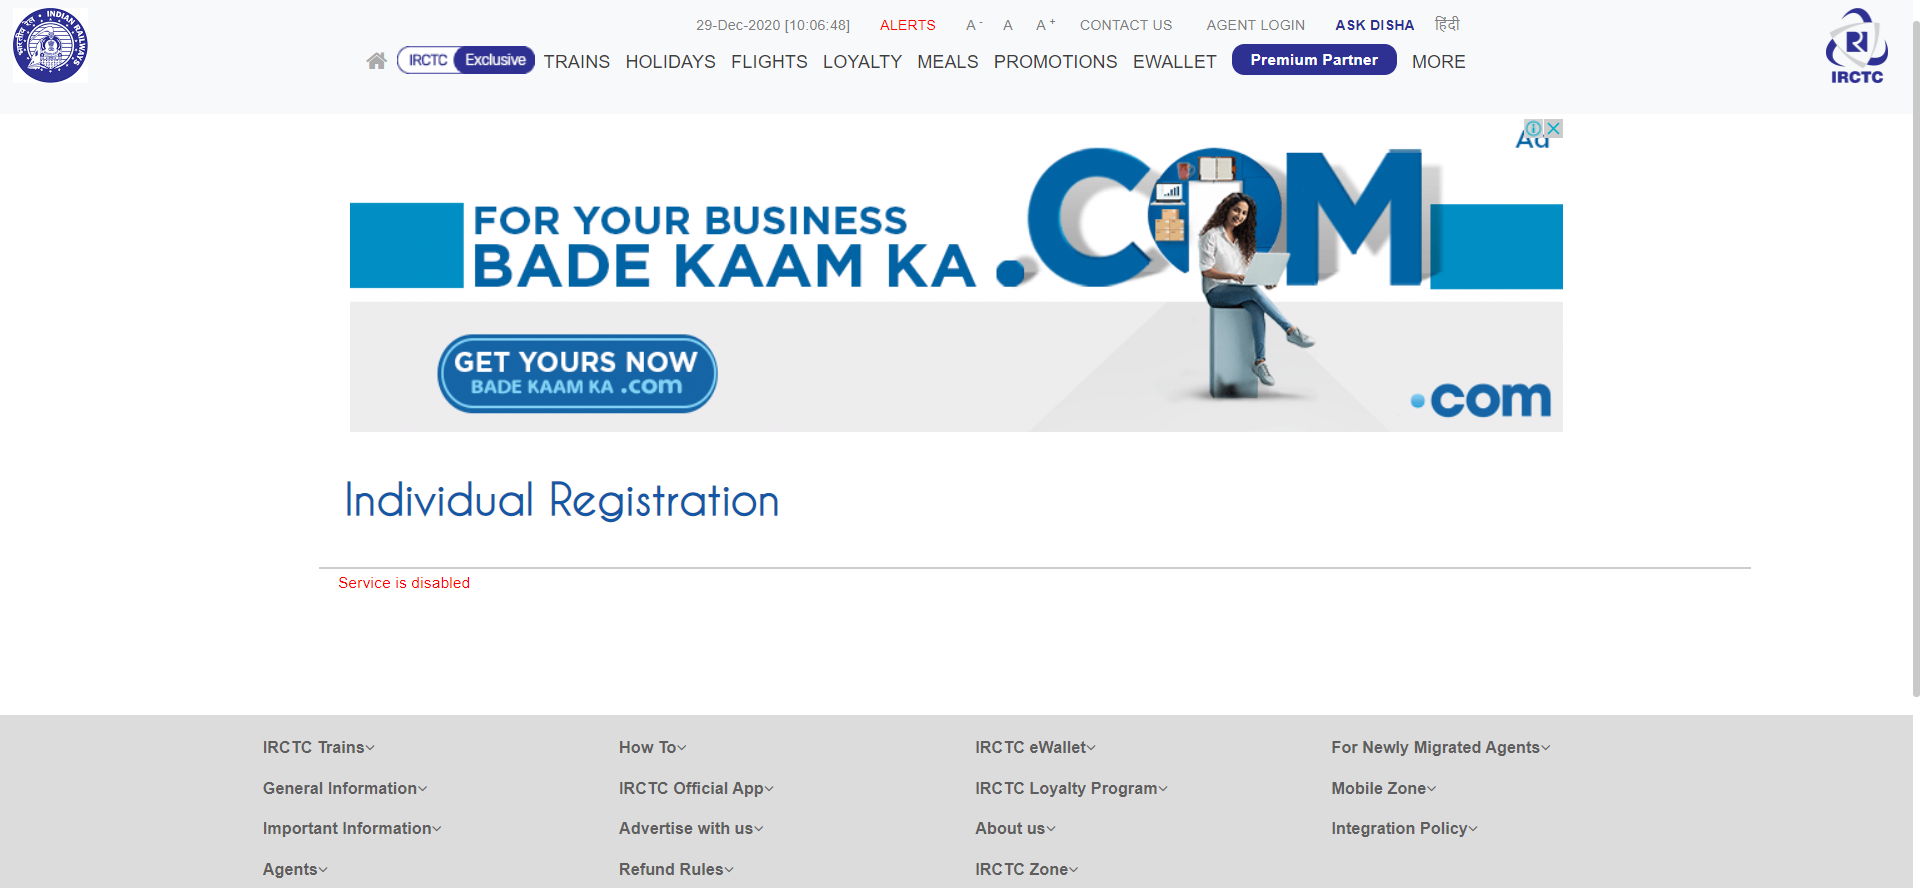 INDIAN RAILWAYS
भारतीय रेल
29-Dec-2020 [10:06:48] ALERTS A - A A + CONTACT US AGENT LOGIN ASK DISHA हिंदी
IRCTC Exclusive TRAINS HOLIDAYS FLIGHTS LOYALTY MEALS PROMOTIONS EWALLET Premium Partner MORE
IRCTC
Ad
FOR YOUR BUSINESS
BADE KAAM KA .COM
GET YOURS NOW
BADE KAAM KA .com
.com
Individual Registration
Service is disabled
IRCTC Trains How To IRCTC eWallet For Newly Migrated Agents
General Information IRCTC Official App IRCTC Loyalty Program Mobile Zone
Important Information Advertise with us About us Integration Policy
Agents Refund Rules IRCTC Zone